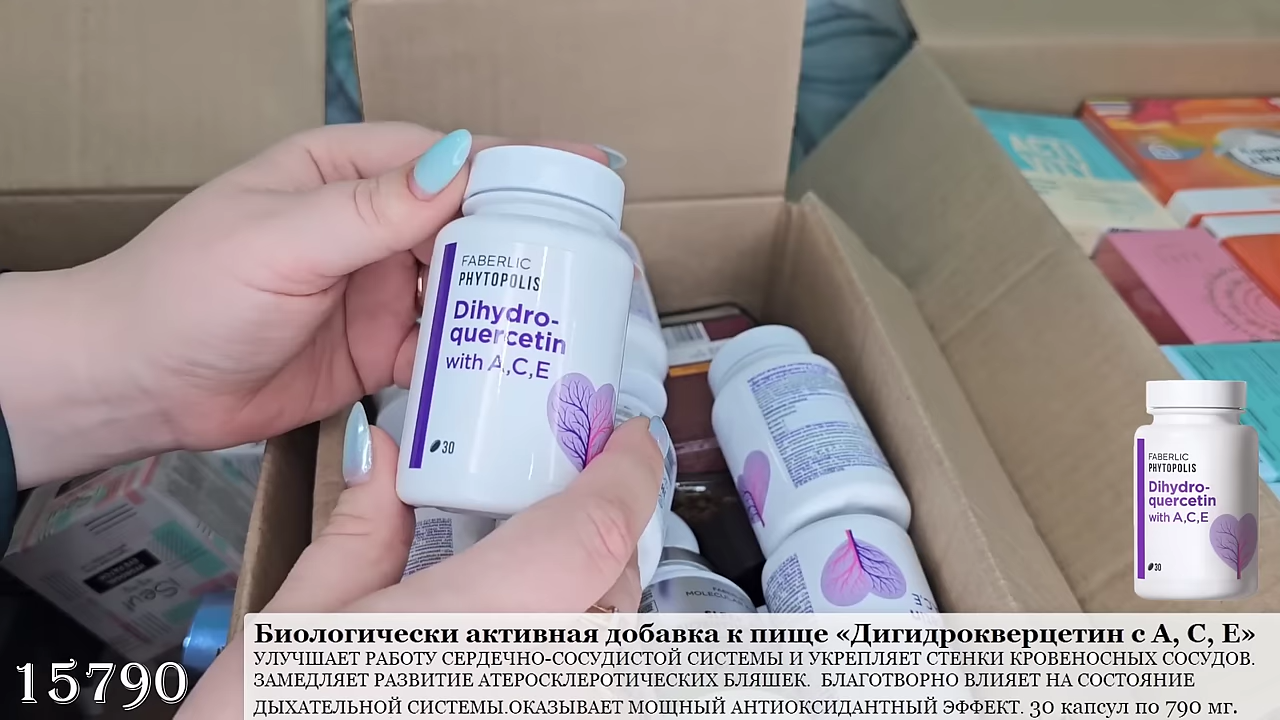 FABERLIC
PHYTOPOLIS
Dihydro-
quercetin
with A,C,E
30
ACTI
FABERLIC
PHYTOPOLIS
Dihydro-
quercetin
with A,C,E
30
MOLECULAR
Биологически активная добавка к пище «Дигидрокверцетин с А, С, Е»
УЛУЧШАЕТ РАБОТУ СЕРДЕЧНО-СОСУДИСТОЙ СИСТЕМЫ И УКРЕПЛЯЕТ СТЕНКИ КРОВЕНОСНЫХ СОСУДОВ.
ЗАМЕДЛЯЕТ РАЗВИТИЕ АТЕРОСКЛЕРОТИЧЕСКИХ БЛЯШЕК. БЛАГОТВОРНО ВЛИЯЕТ НА СОСТОЯНИЕ
ДЫХАТЕЛЬНОЙ СИСТЕМЫ.ОКАЗЫВАЕТ МОЩНЫЙ АНТИОКСИДАНТНЫЙ ЭФФЕКТ. 30 капсул по 790 мг.
15790